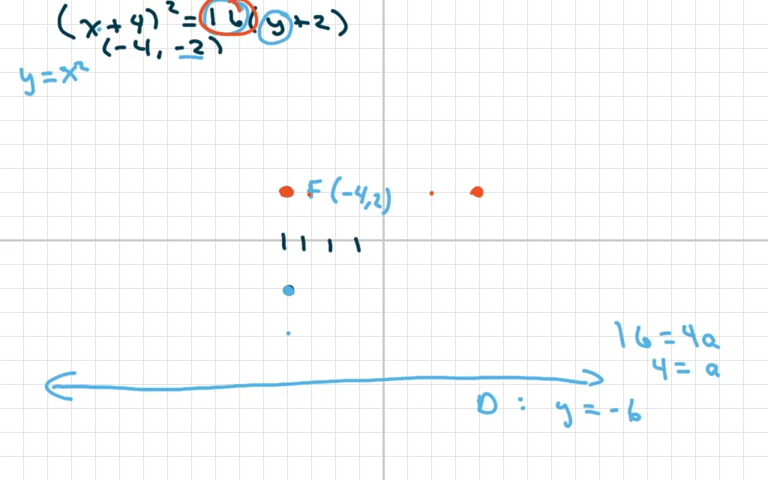 (x+4)² = 16(y+2)
(-4, -2)
y = x²
F (-4,2)
16 = 4a
4 = a
D : y = -6